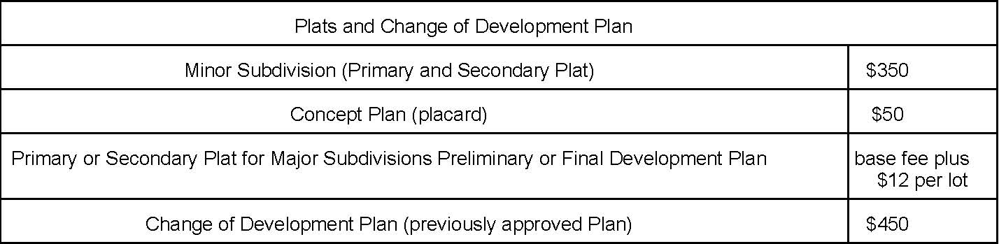 Plats and Change of Development Plan
Minor Subdivision (Primary and Secondary Plat) $350
Concept Plan (placard) $50
Primary or Secondary Plat for Major Subdivisions Preliminary or Final Development Plan base fee plus
$12 per lot
Change of Development Plan (previously approved Plan) $450